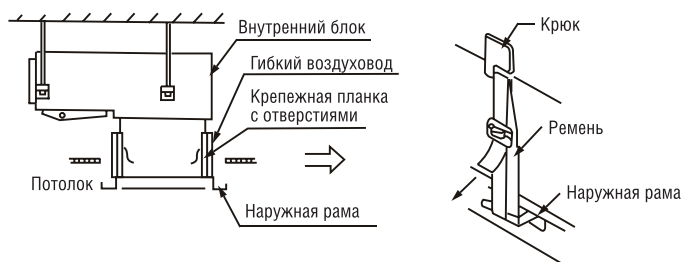 Внутренний блок
Гибкий воздуховод
Крепежная планка
с отверстиями
Потолок
Наружная рама
Крюк
Ремень
Наружная рама